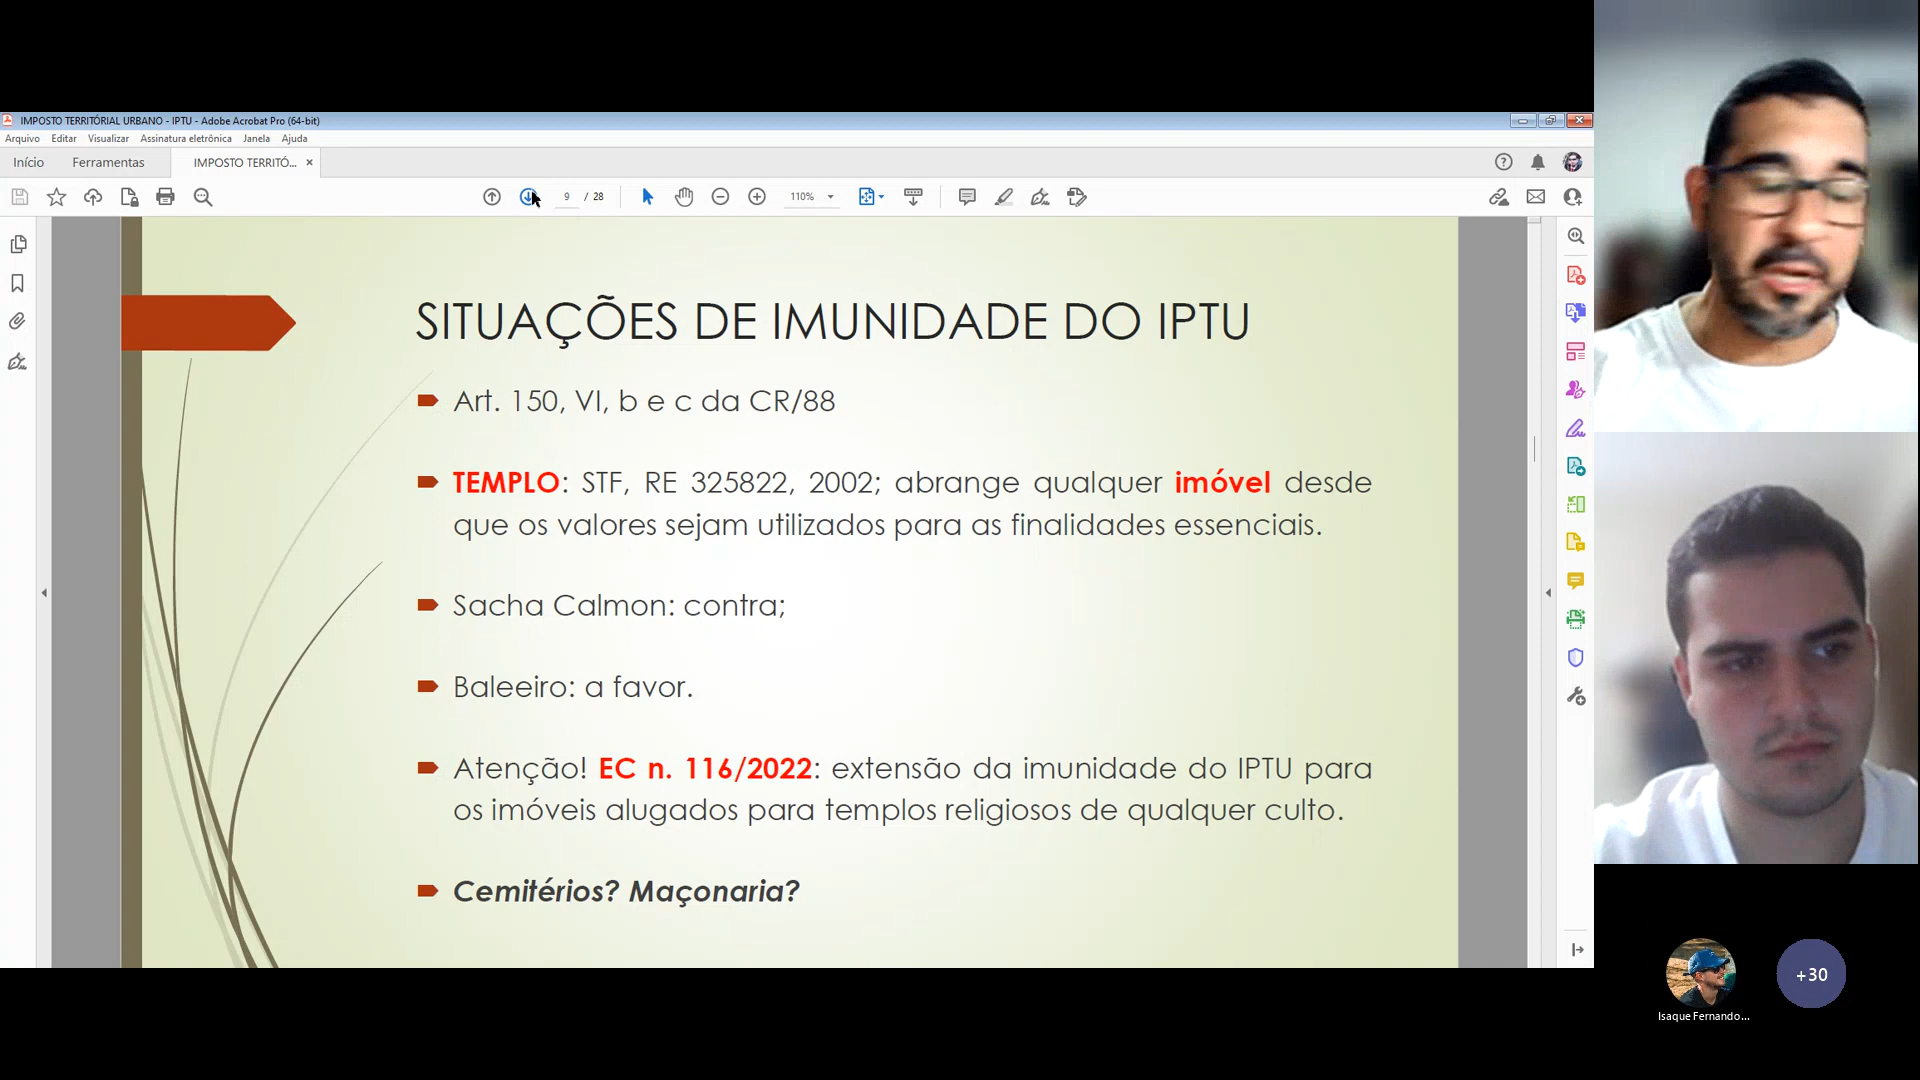 IMPOSTO TERRITÓRIAL URBANO - IPTU - Adobe Acrobat Pro (64-bit)
Arquivo Editar Visualizar Assinatura eletrônica Janela Ajuda
Início Ferramentas IMPOSTO TERRITÓ... ×
9 / 28 110%
SITUAÇÕES DE IMUNIDADE DO IPTU
Art. 150, VI, b e c da CR/88
TEMPLO: STF, RE 325822, 2002; abrange qualquer imóvel desde
que os valores sejam utilizados para as finalidades essenciais.
Sacha Calmon: contra;
Baleeiro: a favor.
Atenção! EC n. 116/2022: extensão da imunidade do IPTU para
os imóveis alugados para templos religiosos de qualquer culto.
Cemitérios? Maçonaria?
+30
Isaque Fernando...